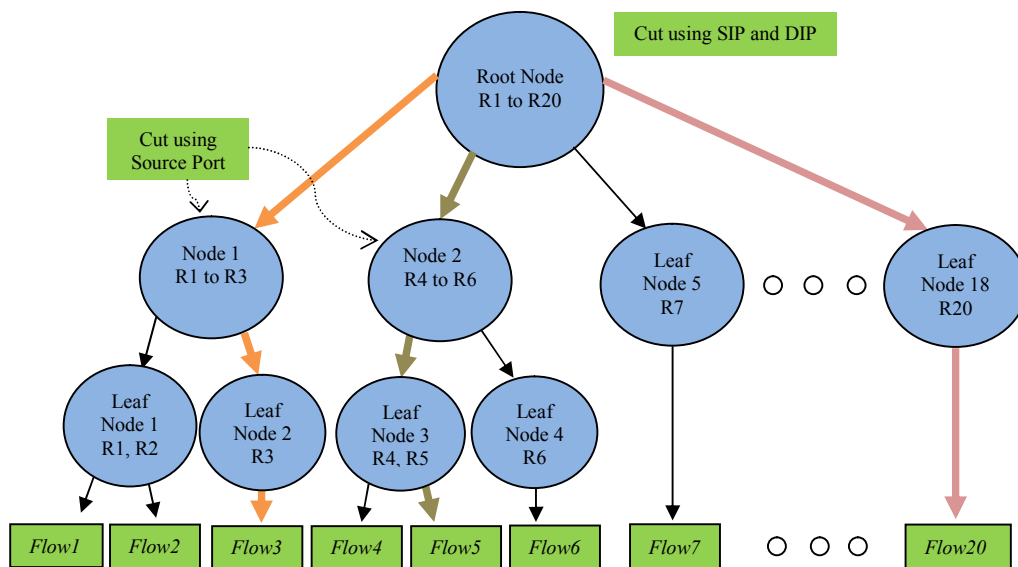 Cut using SIP and DIP
Root Node
R1 to R20
Cut using
Source Port
Node 1
R1 to R3
Node 2
R4 to R6
Leaf
Node 5
R7
Leaf
Node 18
R20
Leaf
Node 1
R1, R2
Leaf
Node 2
R3
Leaf
Node 3
R4, R5
Leaf
Node 4
R6
Flow1
Flow2
Flow3
Flow4
Flow5
Flow6
Flow7
Flow20